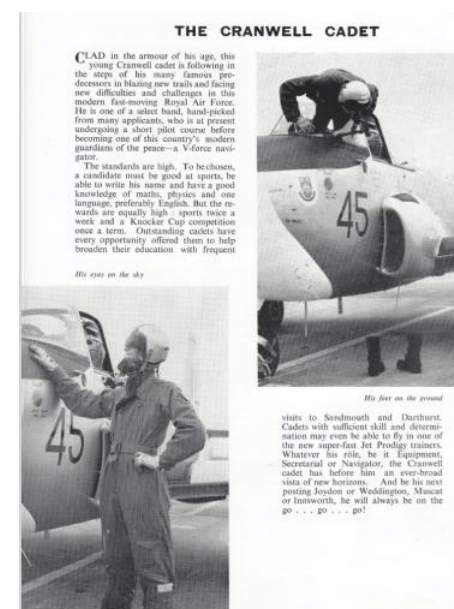 THE CRANWELL CADET
CLAD in the armour of his age, this
young Cranwell cadet is following in
the steps of his many famous pre-
decessors in blazing new trails and facing
new difficulties and challenges in this
modern fast-moving Royal Air Force.
He is one of a select band, hand-picked
from many applicants, who is at present
undergoing a short pilot course before
becoming one of this country's modern
guardians of the peace—a V-force navi-
gator.
The standards are high. To be chosen,
a candidate must be good at sports, be
able to write his name and have a good
knowledge of maths, physics and one
language, preferably English. But the re-
wards are equally high : sports twice a
week and a Knocker Cup competition
once a term. Outstanding cadets have
every opportunity offered them to help
broaden their education with frequent
His eyes on the sky
45
45
His feet on the ground
visits to Sandmouth and Darthurst.
Cadets with sufficient skill and determi-
nation may even be able to fly in one of
the new super-fast Jet Prodigy trainers.
Whatever his rôle, be it Equipment,
Secretarial or Navigator, the Cranwell
cadet has before him an ever-broad
vista of new horizons. And be his next
posting Joydon or Weddington, Muscat
or Innsworth, he will always be on the
go . . . go . . . go!